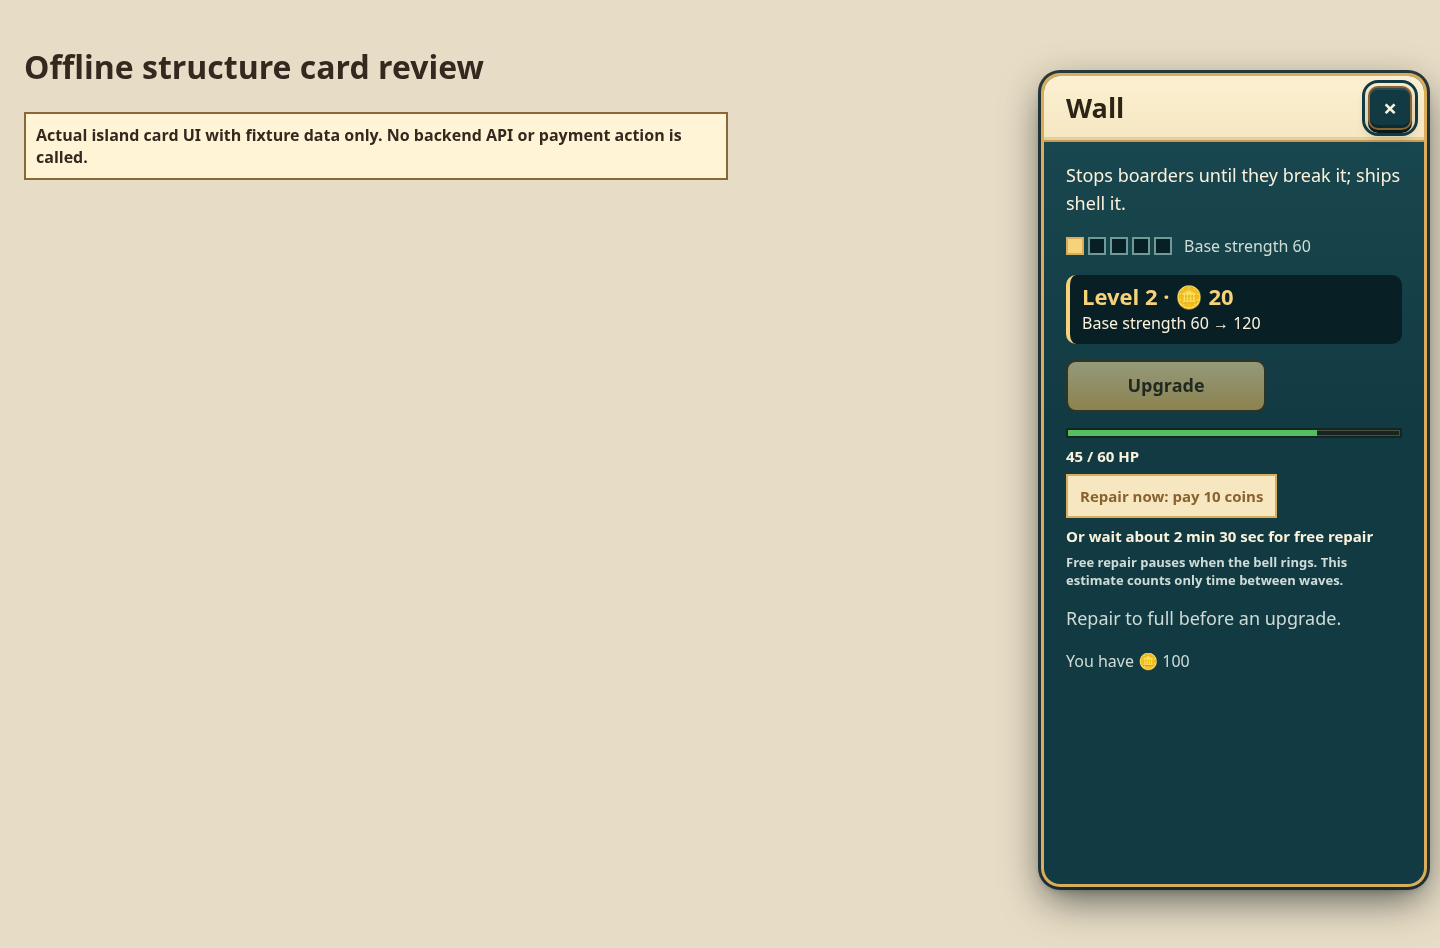 Offline structure card review
Actual island card UI with fixture data only. No backend API or payment action is
called.
Wall
×
Stops boarders until they break it; ships
shell it.
Base strength 60
Level 2 · 🪙 20
Base strength 60 → 120
Upgrade
45 / 60 HP
Repair now: pay 10 coins
Or wait about 2 min 30 sec for free repair
Free repair pauses when the bell rings. This
estimate counts only time between waves.
Repair to full before an upgrade.
You have 🪙 100